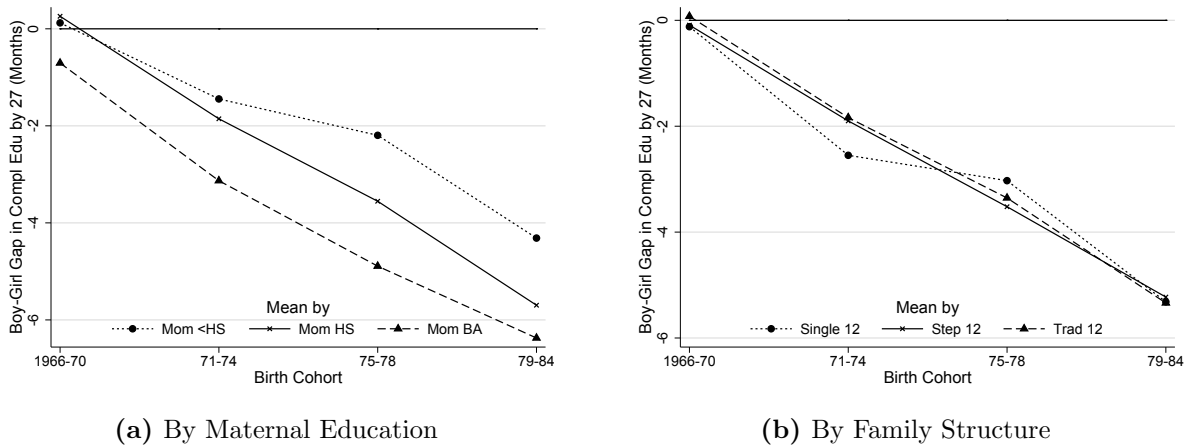 Boy-Girl Gap in Compl Edu by 27 (Months)
0
-2
-4
-6
Mean by
Mom <HS Mom HS Mom BA
1966-70 71-74 75-78 79-84
Birth Cohort
(a) By Maternal Education
Boy-Girl Gap in Compl Edu by 27 (Months)
0
-2
-4
-6
Mean by
Single 12 Step 12 Trad 12
1966-70 71-74 75-78 79-84
Birth Cohort
(b) By Family Structure